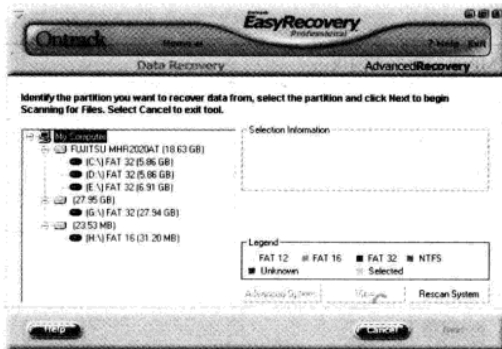 EasyRecovery
Professional
Ontrack
Help Exit
Data Recovery
AdvancedRecovery
Identify the partition you want to recover data from, select the partition and click Next to begin
Scanning for Files. Select Cancel to exit tool.
My Computer
FUJITSU MHR2020AT (18.63 GB)
(C:\) FAT 32 (5.86 GB)
(D:\) FAT 32 (5.86 GB)
(E:\) FAT 32 (6.91 GB)
(27.95 GB)
(G:\) FAT 32 (27.94 GB)
(23.53 MB)
(H:\) FAT 16 (31.20 MB)
Selection Information
Legend
FAT 12 FAT 16 FAT 32 NTFS
Unknown Selected
Advanced Options Rescan System
Help Cancel Next